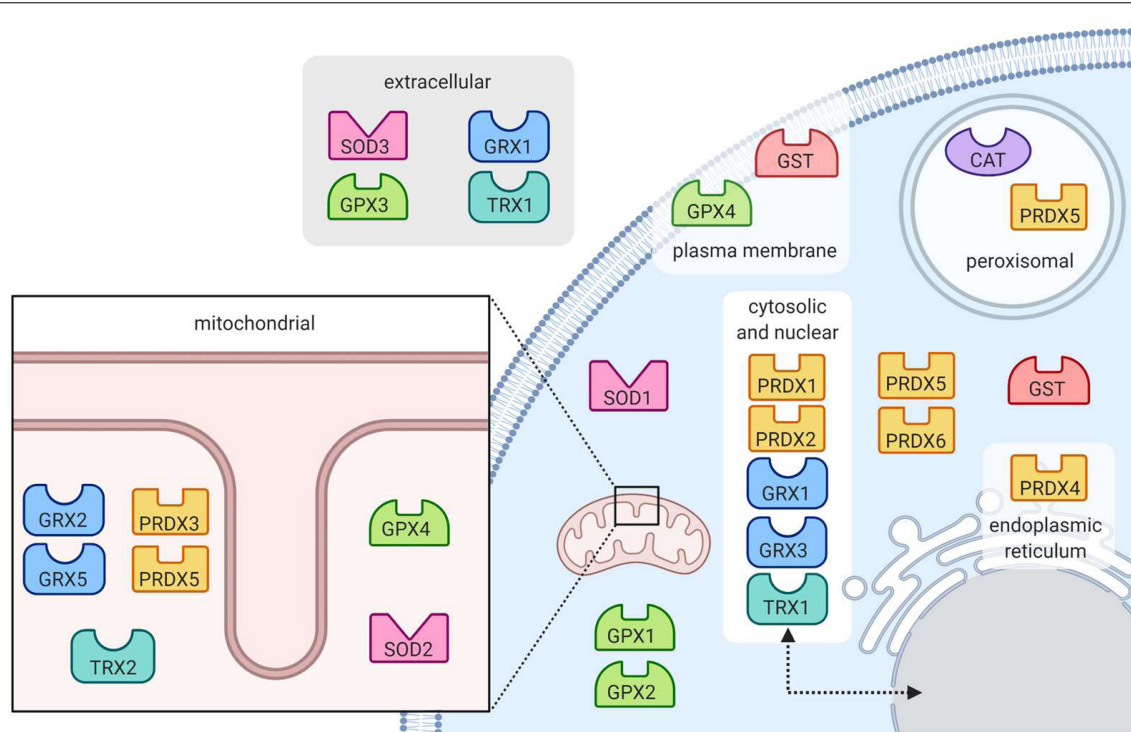 extracellular
SOD3
GRX1
GPX3
TRX1
GST
GPX4
plasma membrane
CAT
PRDX5
peroxisomal
mitochondrial
GRX2
PRDX3
GRX5
PRDX5
TRX2
GPX4
SOD2
SOD1
GPX1
GPX2
cytosolic
and nuclear
PRDX1
PRDX2
GRX1
GRX3
TRX1
PRDX5
PRDX6
GST
PRDX4
endoplasmic
reticulum